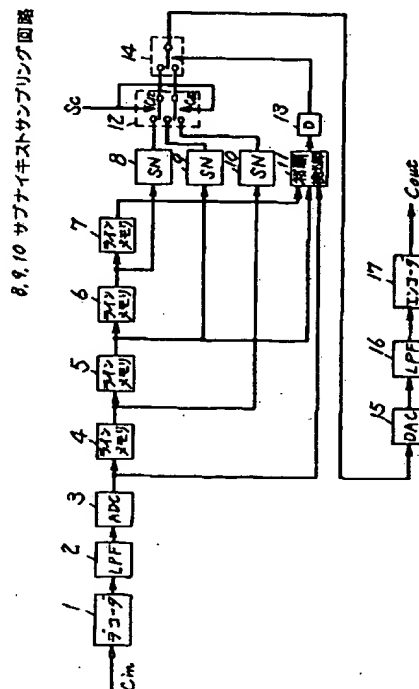 8,9,10 サブナイキストサンプリング回路
Cin
1
デコーダ
2
LPF
3
ADC
4
ラインメモリ
5
ラインメモリ
6
ラインメモリ
7
ラインメモリ
8
SN
9
SN
10
SN
11
相関検出器
12
Sc
13
D
14
15
DAC
16
LPF
17
エンコーダ
Cout